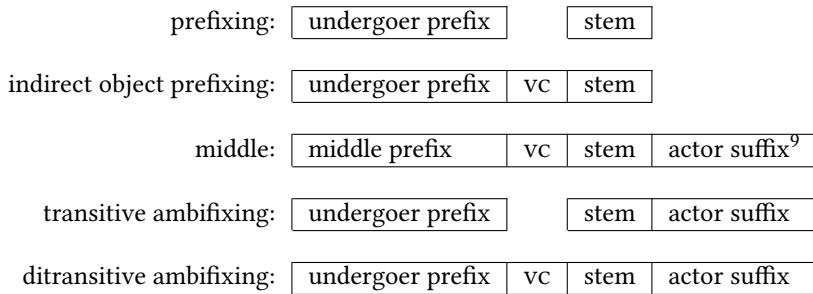 prefixing: undergoer prefix stem
indirect object prefixing: undergoer prefix VC stem
middle: middle prefix VC stem actor suffix⁹
transitive ambifixing: undergoer prefix stem actor suffix
ditransitive ambifixing: undergoer prefix VC stem actor suffix